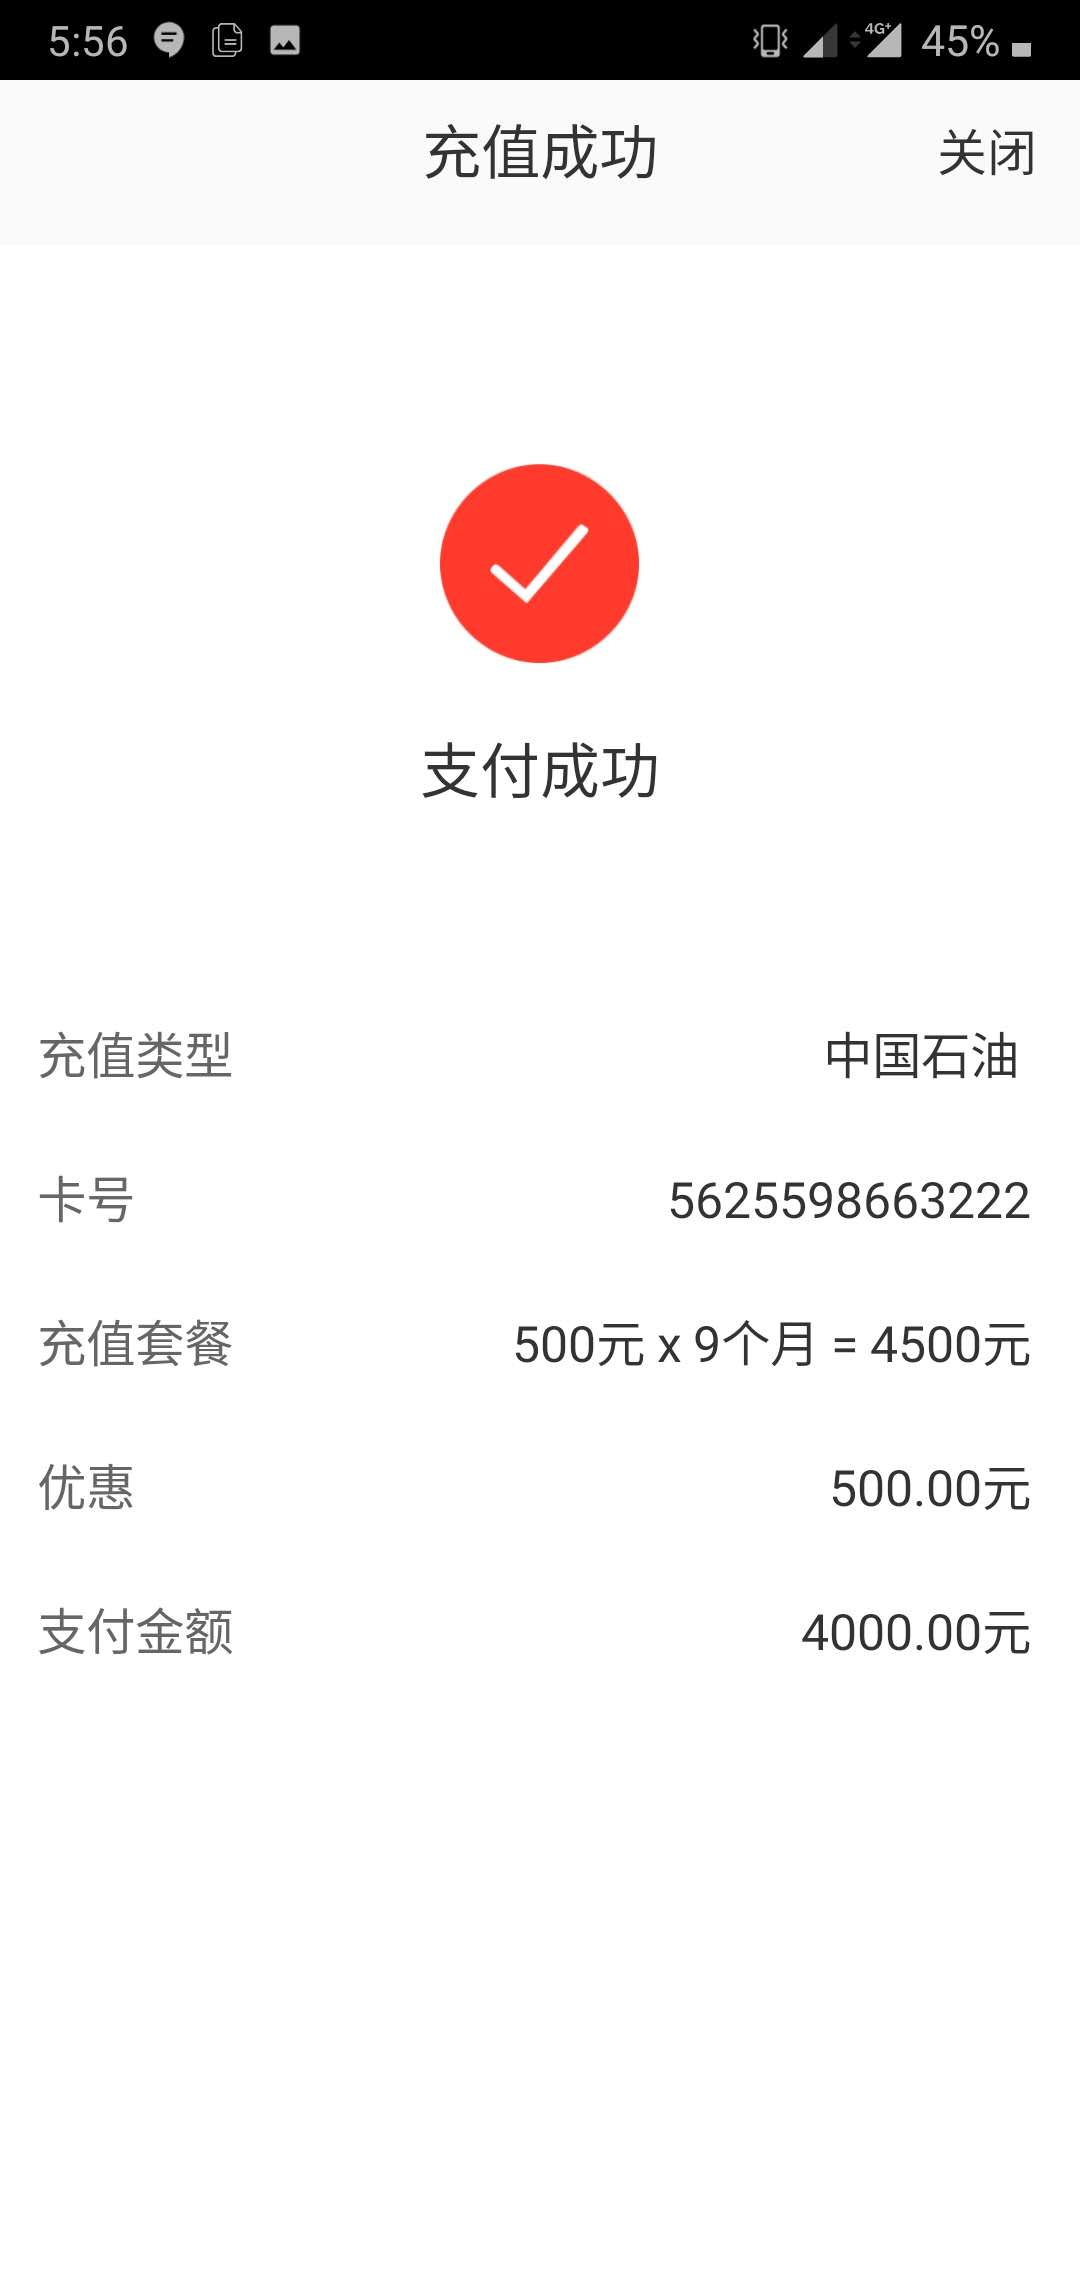 5:56 4G+ 45%
充值成功 关闭
支付成功
充值类型 中国石油
卡号 5625598663222
充值套餐 500元 x 9个月 = 4500元
优惠 500.00元
支付金额 4000.00元